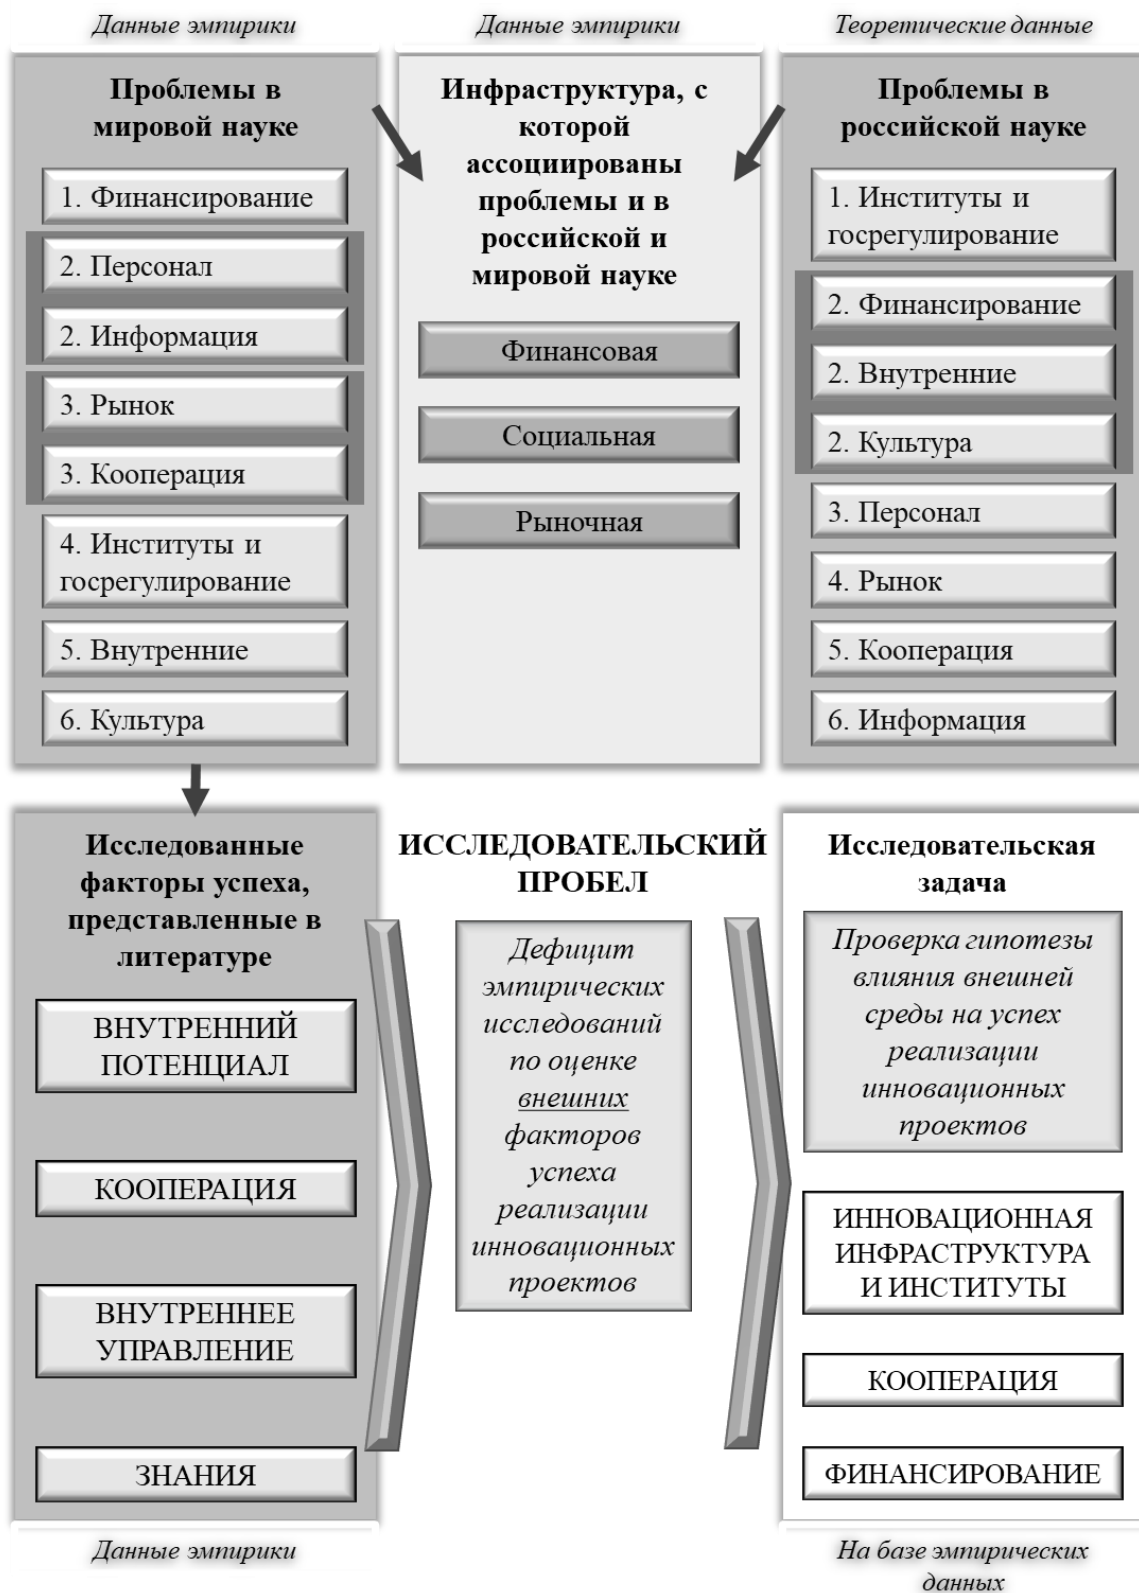 Данные эмпирики
Данные эмпирики
Теоретические данные
Проблемы в
мировой науке
1. Финансирование
2. Персонал
2. Информация
3. Рынок
3. Кооперация
4. Институты и
госрегулирование
5. Внутренние
6. Культура
Инфраструктура, с
которой
ассоциированы
проблемы и в
российской и
мировой науке
Финансовая
Социальная
Рыночная
Проблемы в
российской науке
1. Институты и
госрегулирование
2. Финансирование
2. Внутренние
2. Культура
3. Персонал
4. Рынок
5. Кооперация
6. Информация
Исследованные
факторы успеха,
представленные в
литературе
ВНУТРЕННИЙ
ПОТЕНЦИАЛ
КООПЕРАЦИЯ
ВНУТРЕННЕЕ
УПРАВЛЕНИЕ
ЗНАНИЯ
Данные эмпирики
ИССЛЕДОВАТЕЛЬСКИЙ
ПРОБЕЛ
Дефицит
эмпирических
исследований
по оценке
внешних
факторов
успеха
реализации
инновационных
проектов
Исследовательская
задача
Проверка гипотезы
влияния внешней
среды на успех
реализации
инновационных
проектов
ИННОВАЦИОННАЯ
ИНФРАСТРУКТУРА
И ИНСТИТУТЫ
КООПЕРАЦИЯ
ФИНАНСИРОВАНИЕ
На базе эмпирических
данных